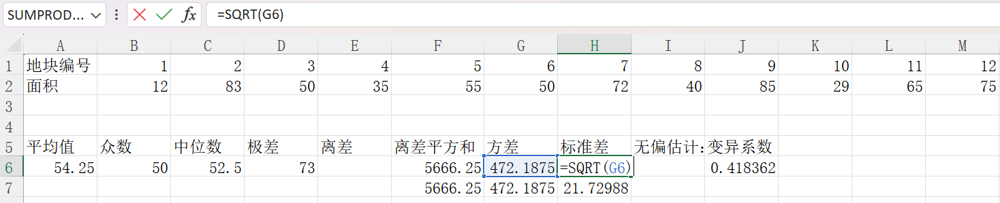 SUMPROD... fx =SQRT(G6)
A B C D E F G H I J K L M
1 地块编号 1 2 3 4 5 6 7 8 9 10 11 12
2 面积 12 83 50 35 55 50 72 40 85 29 65 75
3
4
5 平均值 众数 中位数 极差 离差 离差平方和 方差 标准差 无偏估计: 变异系数
6 54.25 50 52.5 73 5666.25 472.1875 =SQRT(G6) 0.418362
7 5666.25 472.1875 21.72988